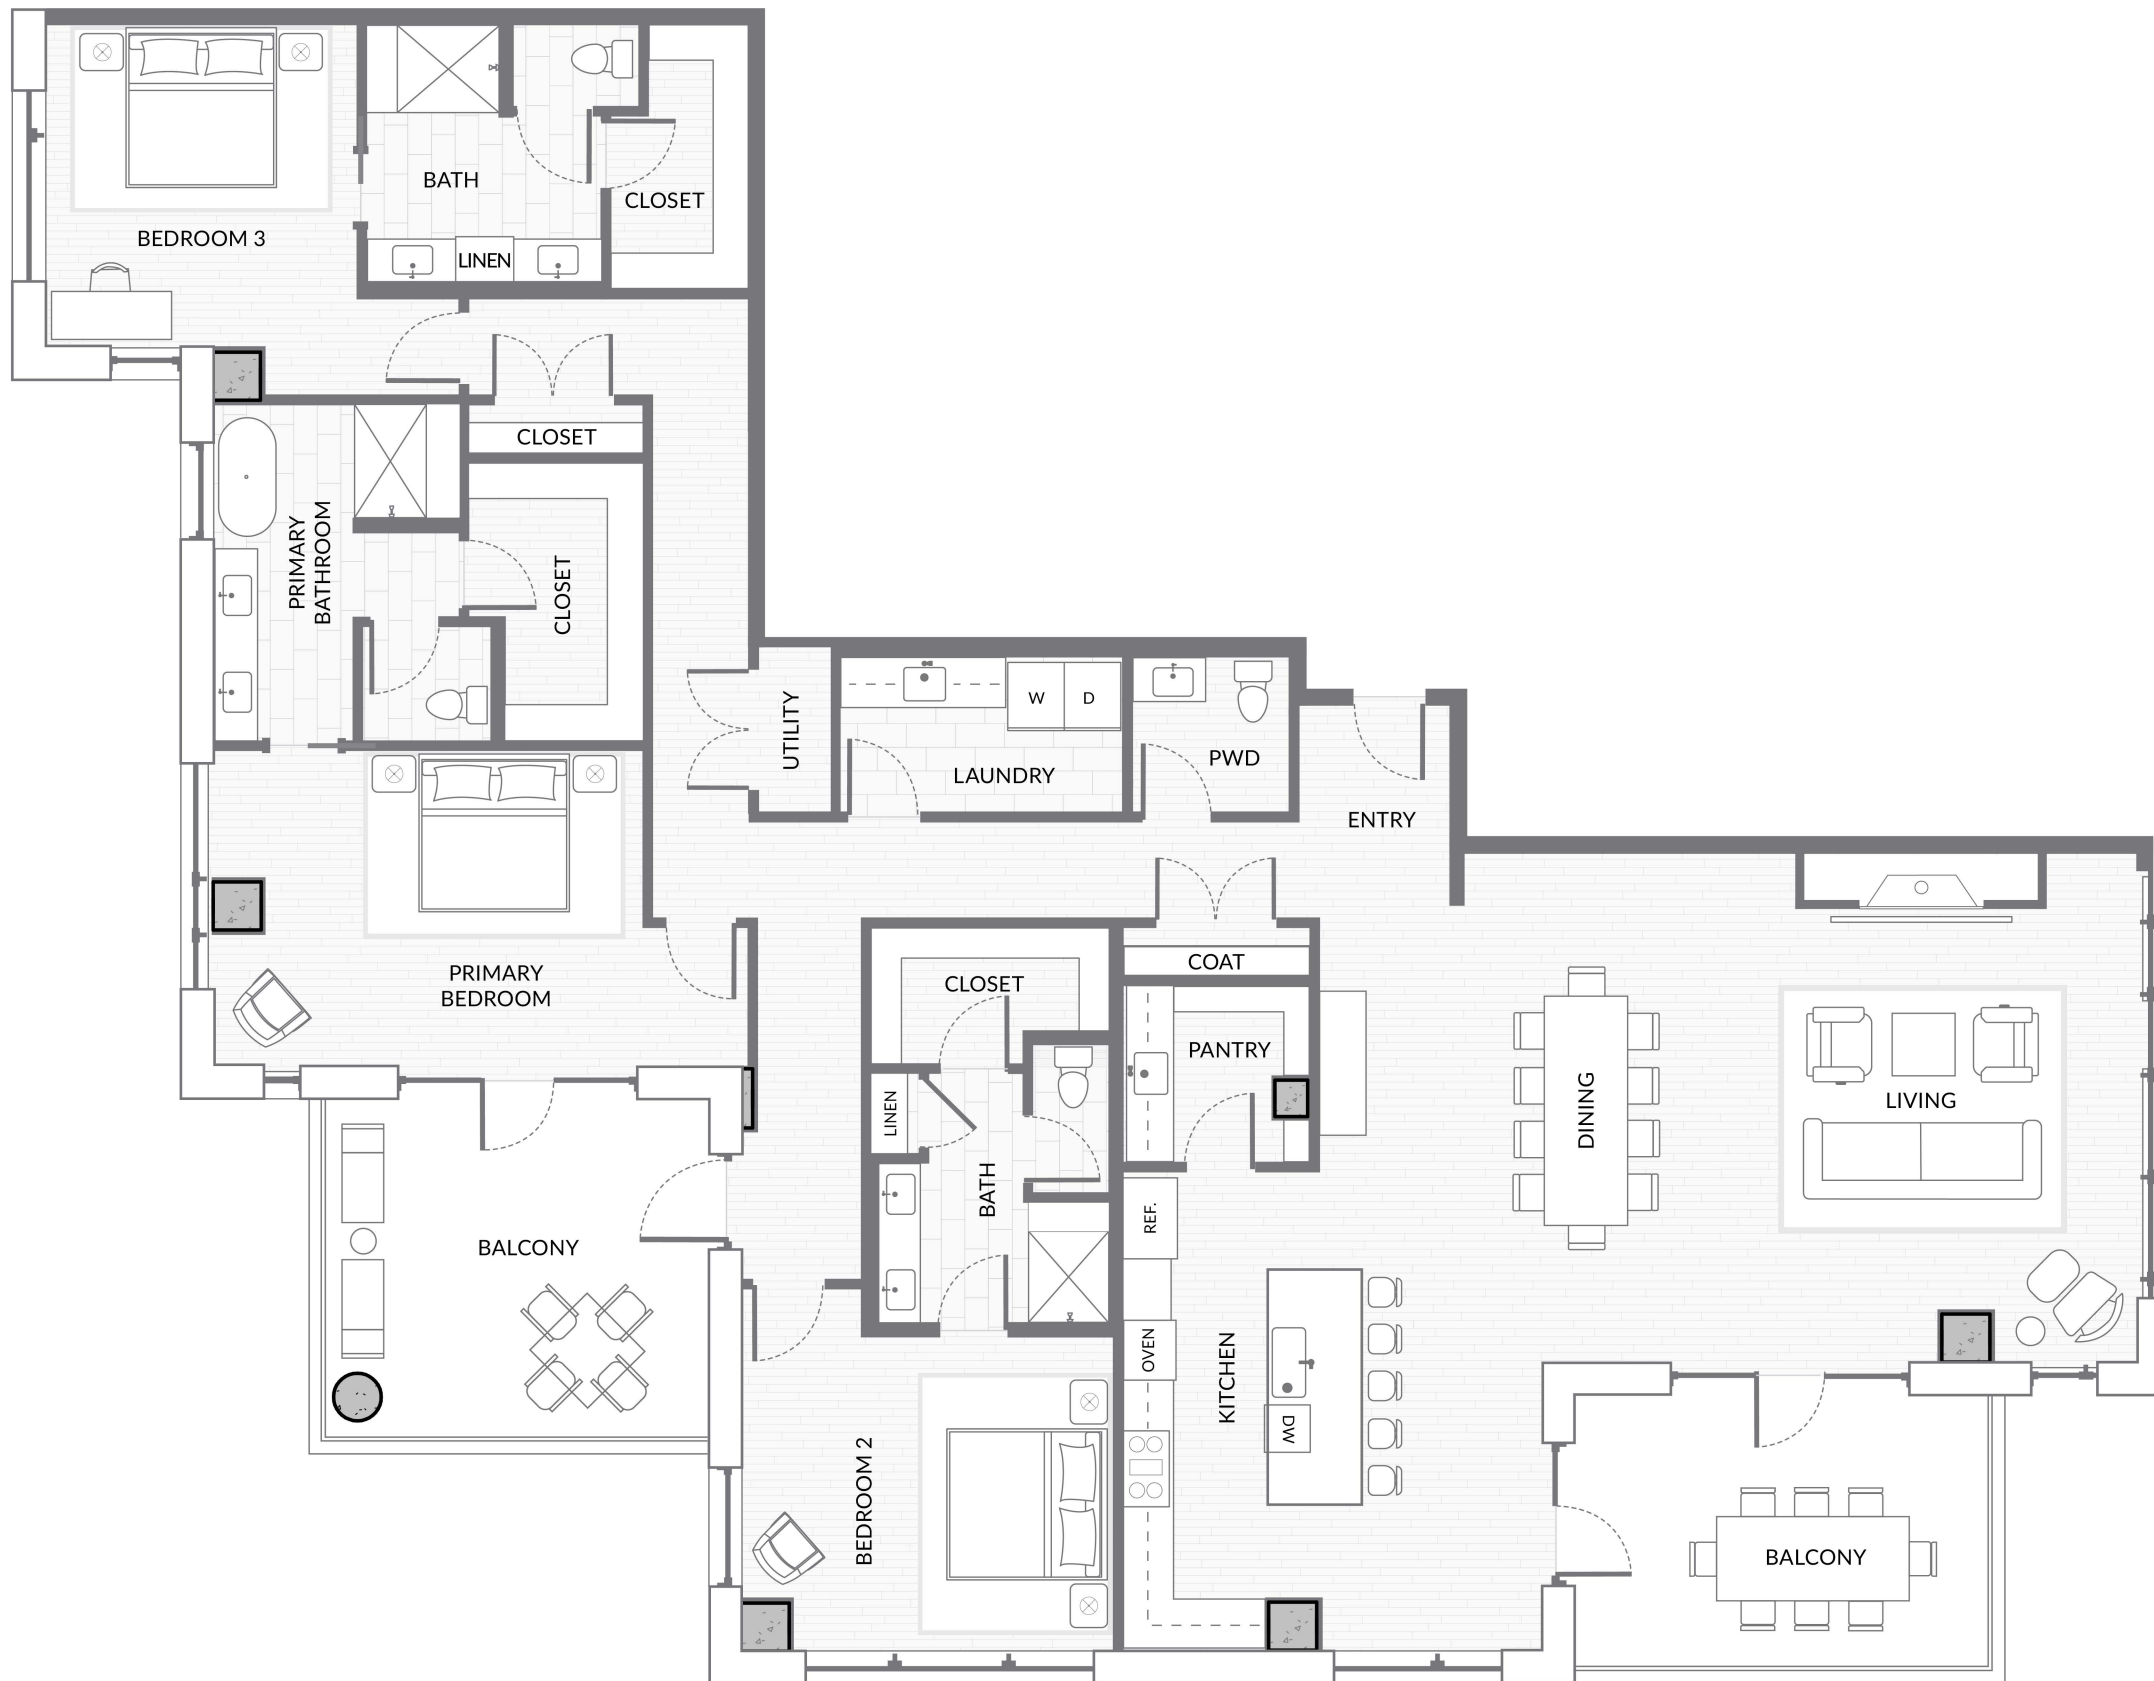 BATH
CLOSET
BEDROOM 3
LINEN
CLOSET
PRIMARY
BATHROOM
CLOSET
UTILITY
W
D
LAUNDRY
PWD
ENTRY
PRIMARY
BEDROOM
CLOSET
COAT
PANTRY
LINEN
BATH
REF.
DINING
LIVING
BALCONY
OVEN
KITCHEN
DW
BEDROOM 2
BALCONY